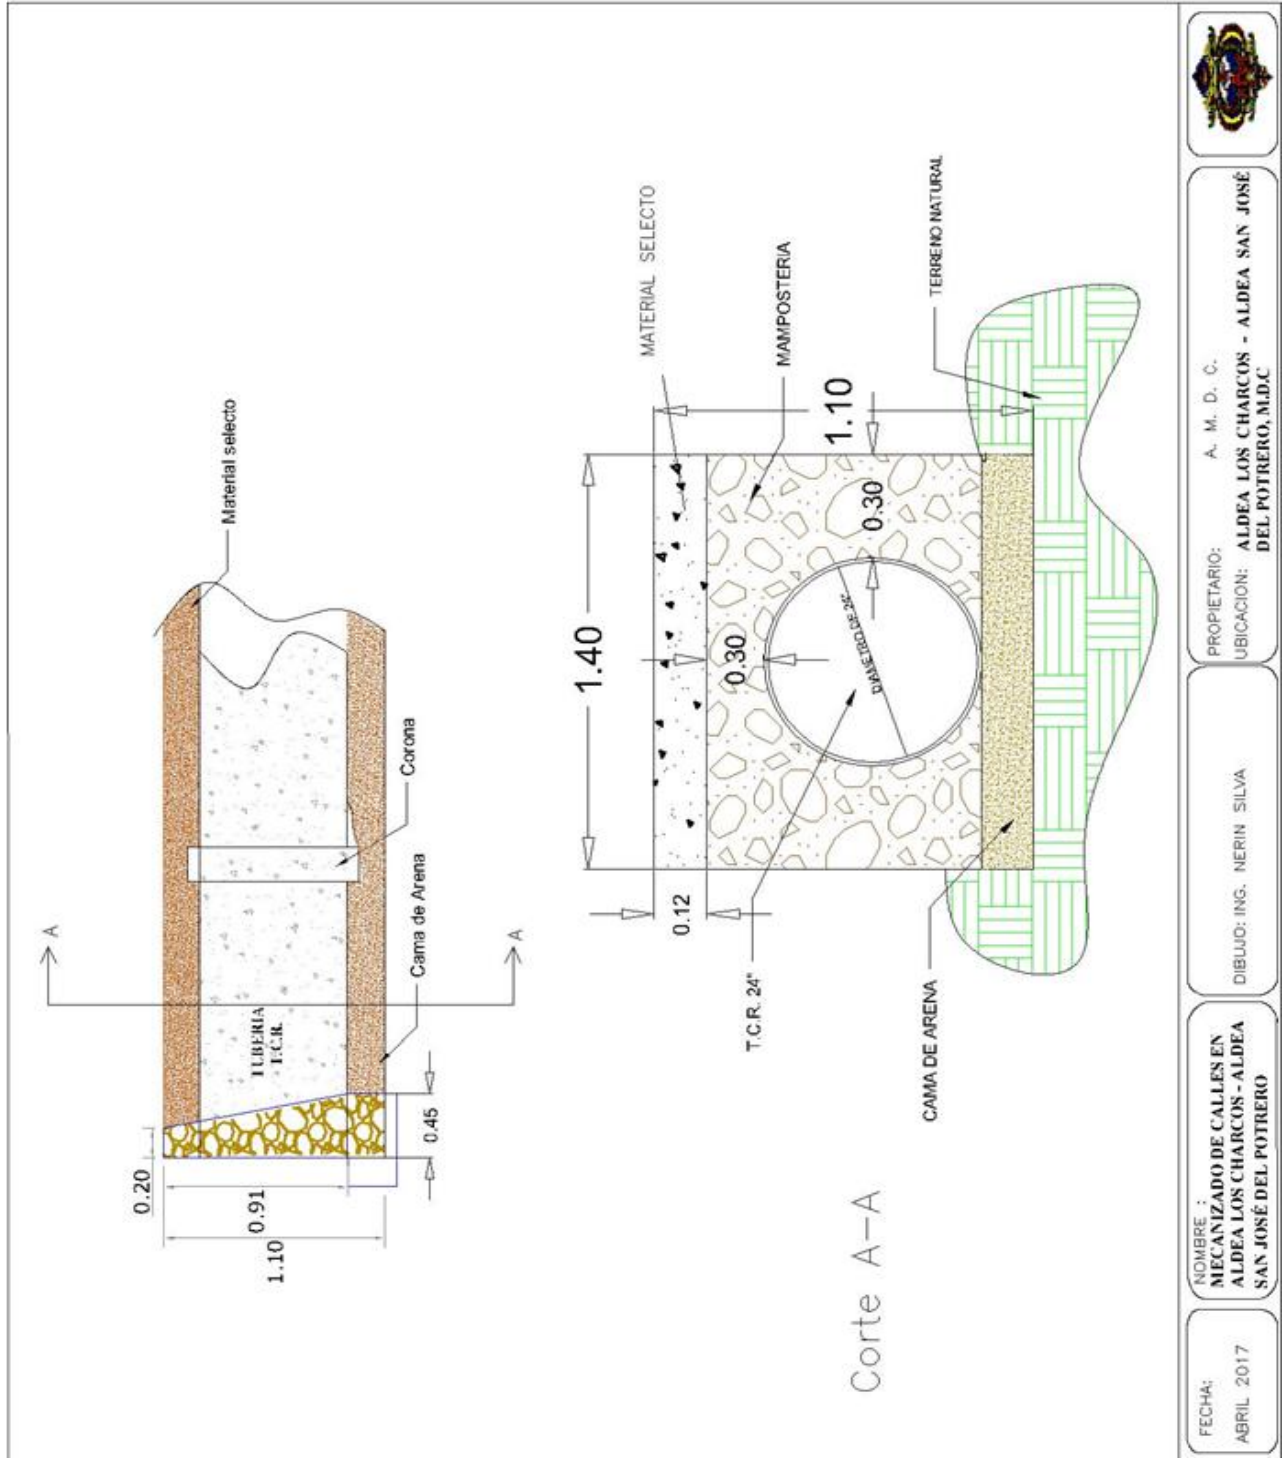 Material selecto
Corona
Cama de Arena
A
A
TUBERIA
T.C.R.
0.20
0.91
1.10
0.45
MATERIAL SELECTO
MAMPOSTERIA
TERRENO NATURAL
1.40
1.10
0.30
0.30
0.12
DIAMETRO DE 24"
T.C.R. 24"
CAMA DE ARENA
Corte A-A
FECHA:
ABRIL 2017
NOMBRE :
MECANIZADO DE CALLES EN
ALDEA LOS CHARCOS - ALDEA
SAN JOSÉ DEL POTRERO
DIBUJO: ING. NERIN SILVA
PROPIETARIO: A. M. D. C.
UBICACION: ALDEA LOS CHARCOS - ALDEA SAN JOSÉ
DEL POTRERO, M.D.C